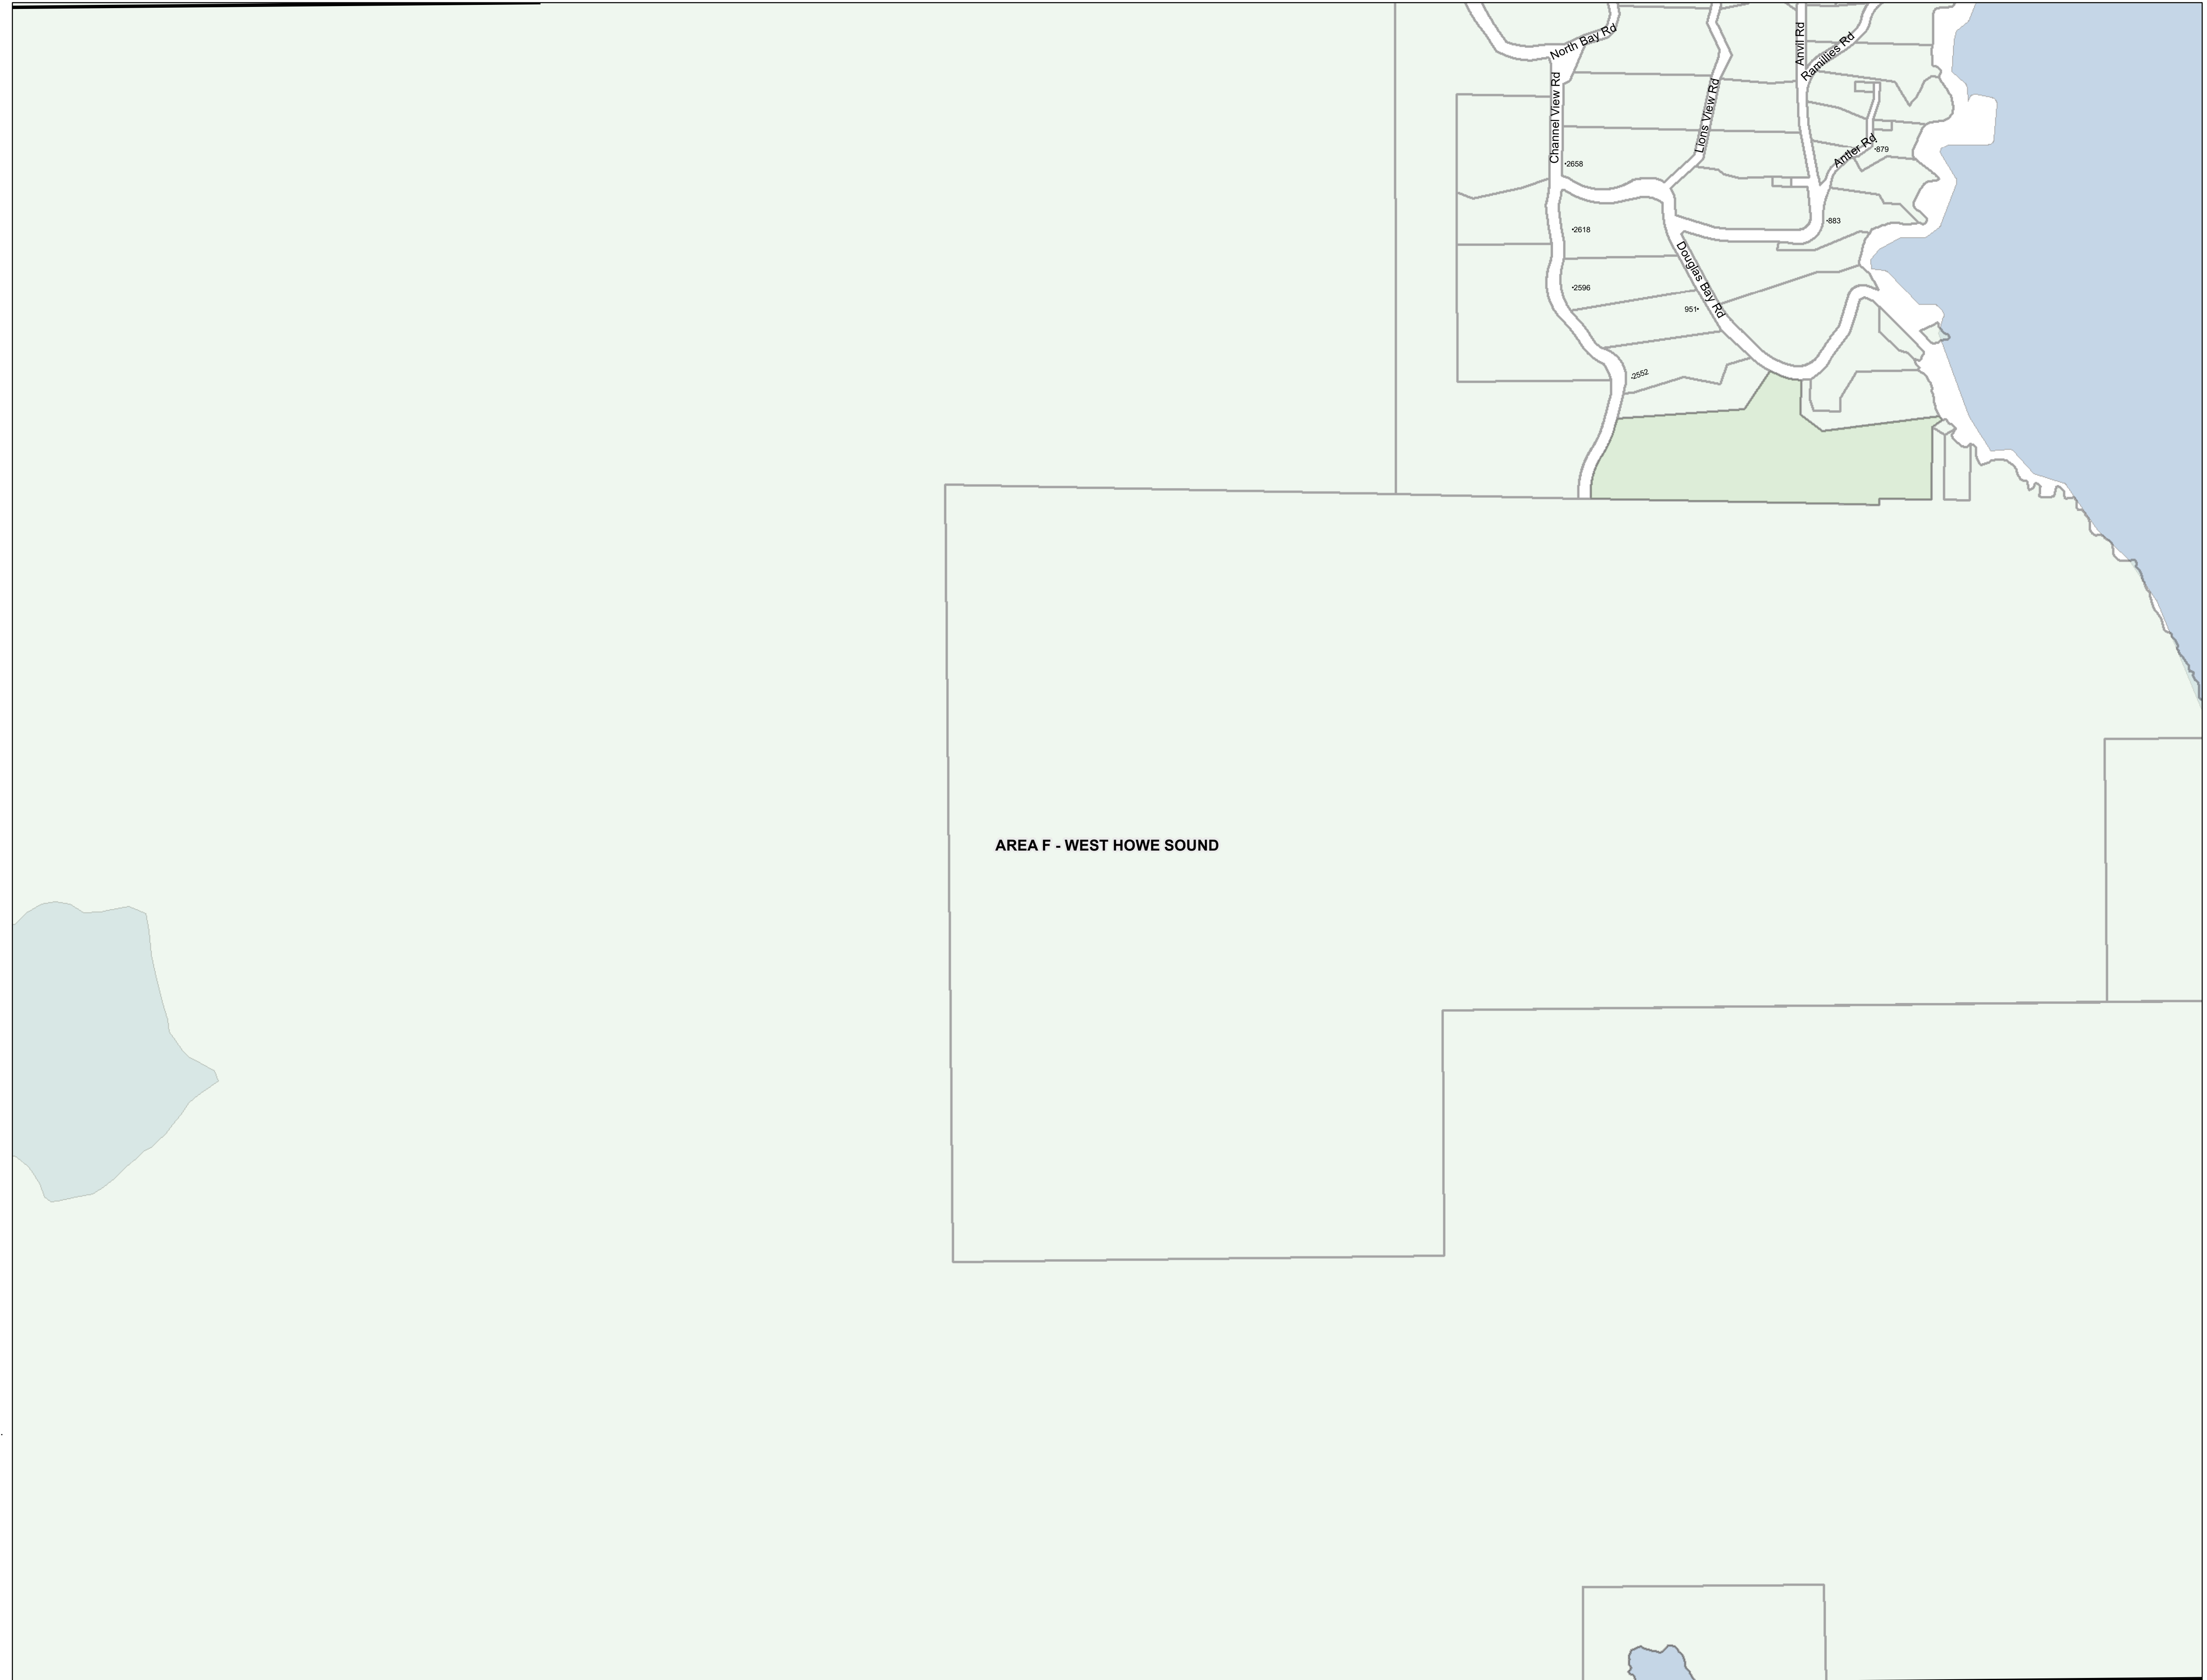 North Bay Rd
Anvil Rd
Ramillies Rd
Channel View Rd
Lions View Rd
Antler Rd
879
2658
883
2618
Douglas Bay Rd
2596
951
2552
AREA F - WEST HOWE SOUND